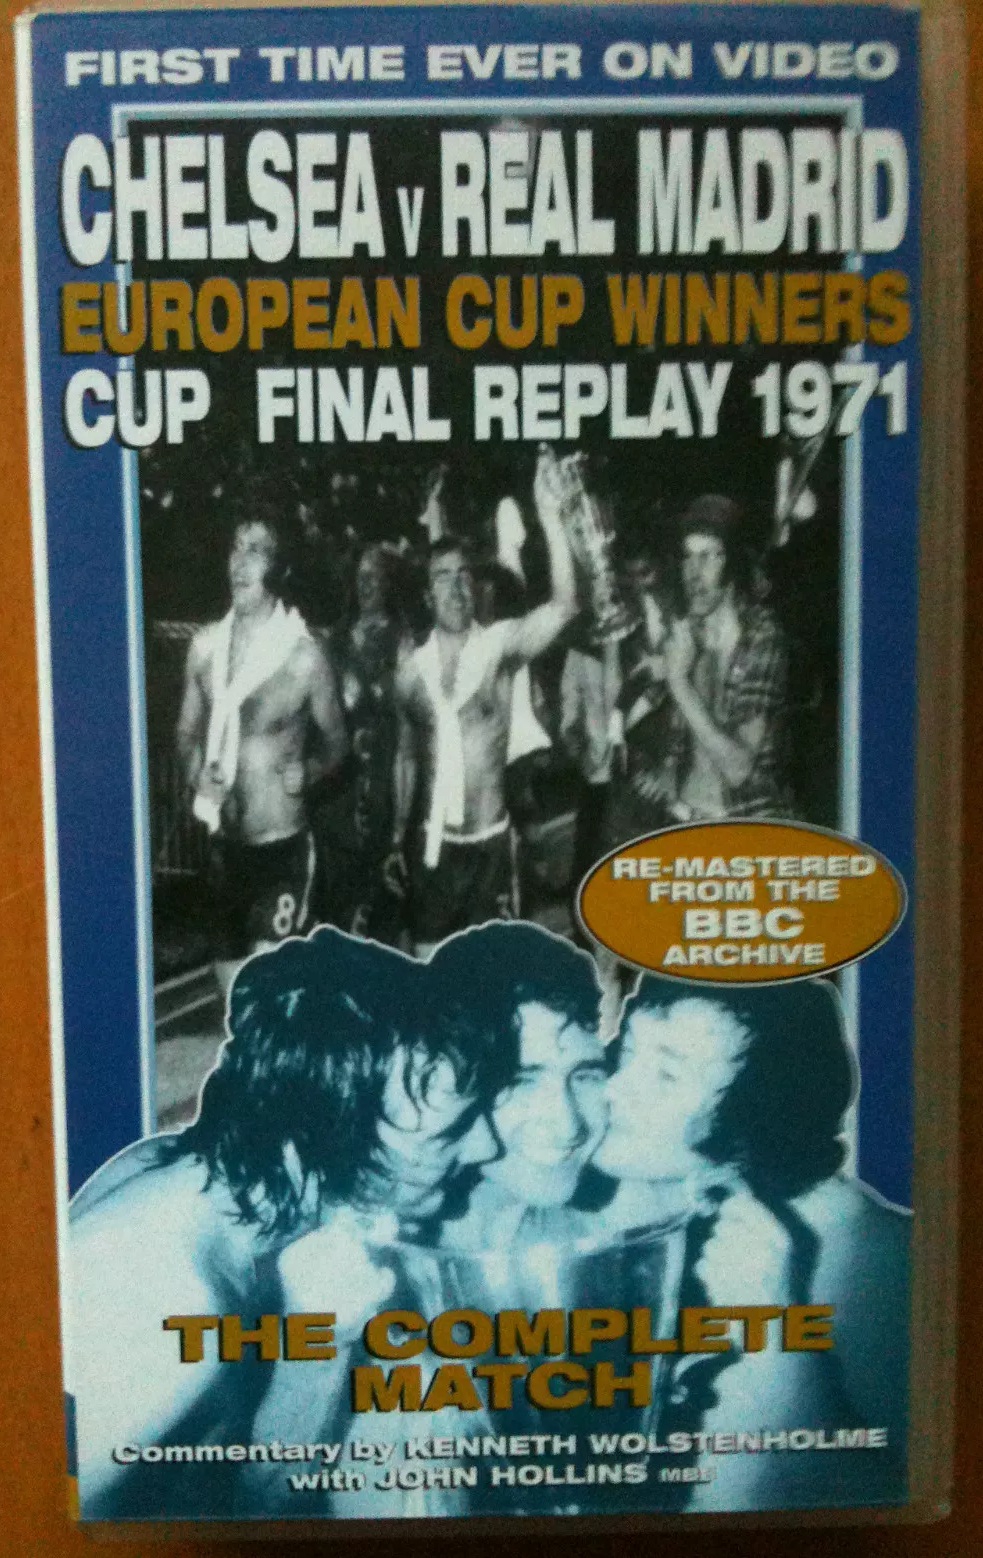 FIRST TIME EVER ON VIDEO
CHELSEA V REAL MADRID
EUROPEAN CUP WINNERS
CUP FINAL REPLAY 1971
8
RE-MASTERED
FROM THE
BBC
ARCHIVE
THE COMPLETE
MATCH
Commentary by KENNETH WOLSTENHOLME
with JOHN HOLLINS MBE